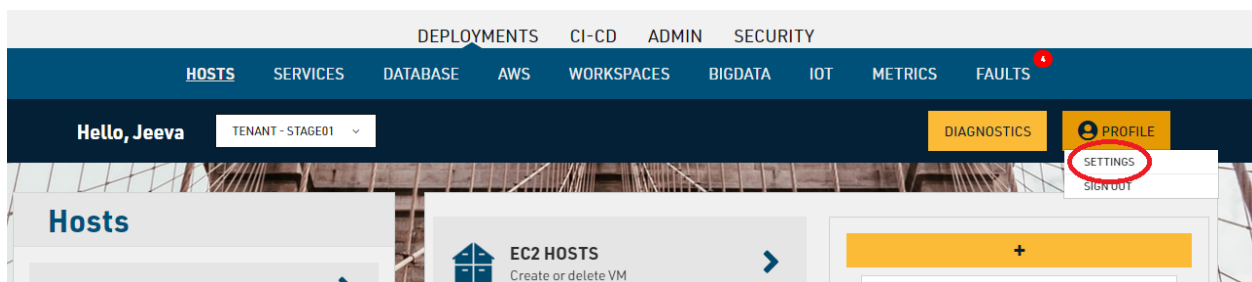 DEPLOYMENTS CI-CD ADMIN SECURITY
HOSTS SERVICES DATABASE AWS WORKSPACES BIGDATA IOT METRICS FAULTS 4
Hello, Jeeva TENANT - STAGE01 DIAGNOSTICS PROFILE
SETTINGS
SIGN OUT
Hosts
EC2 HOSTS
Create or delete VM
+